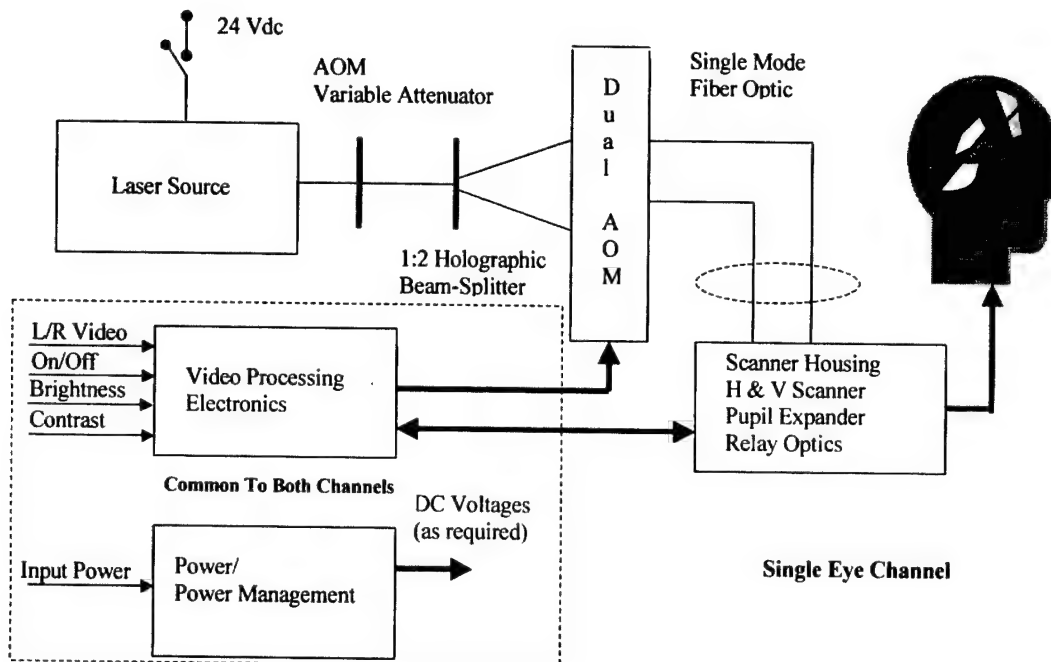 24 Vdc
AOM
Variable Attenuator
Single Mode
Fiber Optic
Dual AOM
Laser Source
1:2 Holographic
Beam-Splitter
L/R Video
On/Off
Brightness
Contrast
Video Processing
Electronics
Scanner Housing
H & V Scanner
Pupil Expander
Relay Optics
Common To Both Channels
DC Voltages
(as required)
Input Power
Power/
Power Management
Single Eye Channel